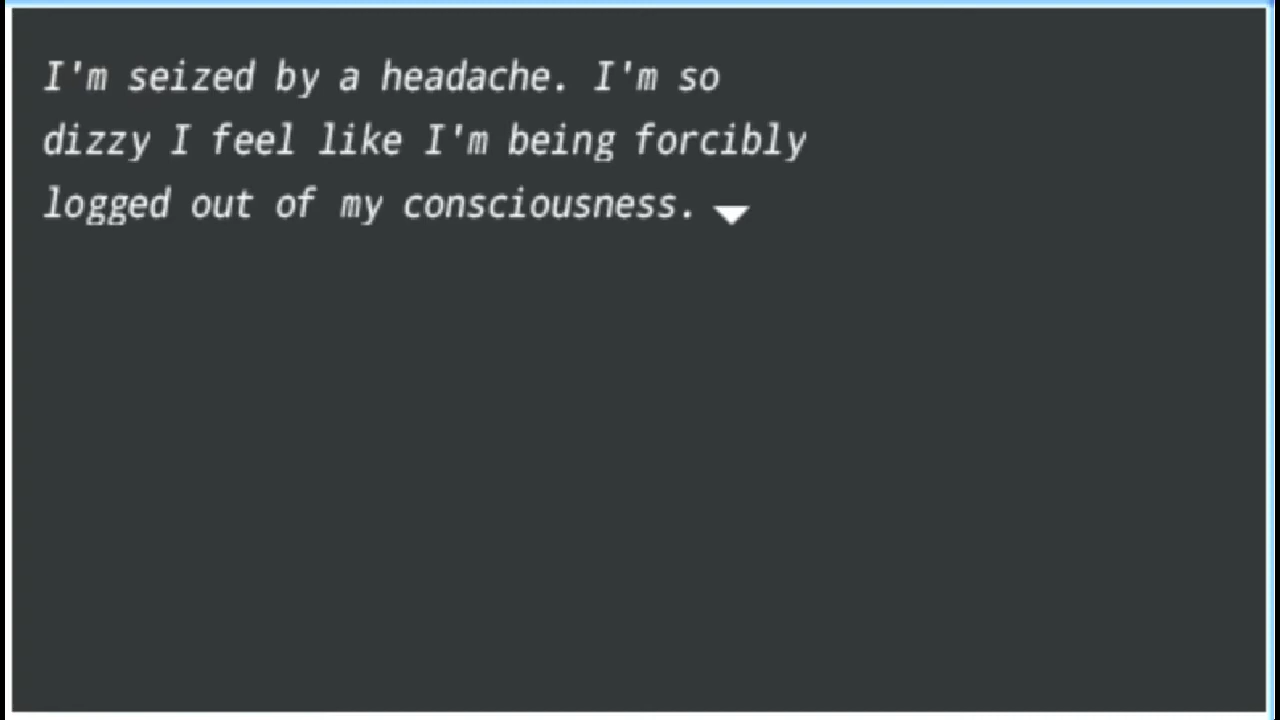 I'm seized by a headache. I'm so
dizzy I feel like I'm being forcibly
logged out of my consciousness.